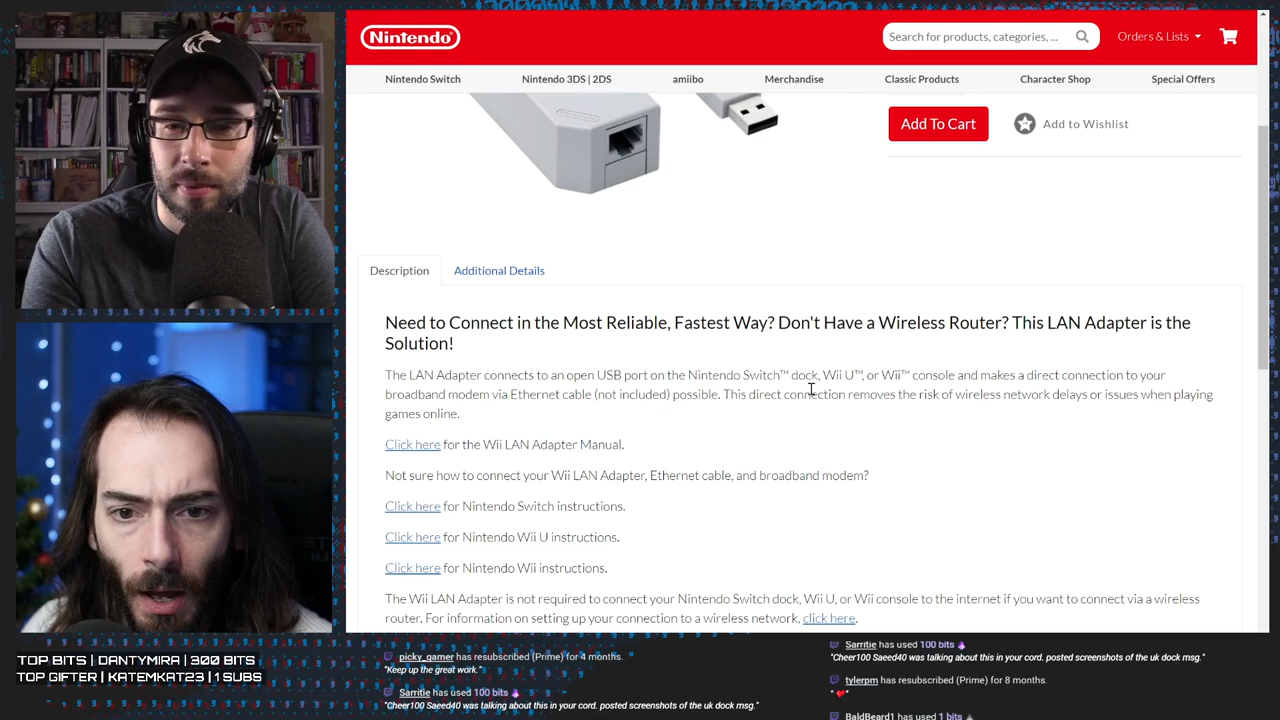 Nintendo
Search for products, categories, ...
Orders & Lists
Nintendo Switch
Nintendo 3DS | 2DS
amiibo
Merchandise
Classic Products
Character Shop
Special Offers
Add To Cart
Add to Wishlist
Description
Additional Details
Need to Connect in the Most Reliable, Fastest Way? Don't Have a Wireless Router? This LAN Adapter is the
Solution!
The LAN Adapter connects to an open USB port on the Nintendo Switch™ dock, Wii U™, or Wii™ console and makes a direct connection to your
broadband modem via Ethernet cable (not included) possible. This direct connection removes the risk of wireless network delays or issues when playing
games online.
Click here for the Wii LAN Adapter Manual.
Not sure how to connect your Wii LAN Adapter, Ethernet cable, and broadband modem?
Click here for Nintendo Switch instructions.
Click here for Nintendo Wii U instructions.
Click here for Nintendo Wii instructions.
The Wii LAN Adapter is not required to connect your Nintendo Switch dock, Wii U, or Wii console to the internet if you want to connect via a wireless
router. For information on setting up your connection to a wireless network, click here.
TOP BITS | DANTYMIRA | 300 BITS
TOP GIFTER | KATEMKAT23 | 1 SUBS
picky_gamer has resubscribed (Prime) for 4 months.
"Keep up the great work."
Sarritie has used 100 bits
"Cheer100 Saeed40 was talking about this in your cord. posted screenshots of the uk dock msg."
Sarritie has used 100 bits
"Cheer100 Saeed40 was talking about this in your cord. posted screenshots of the uk dock msg."
tylerpm has resubscribed (Prime) for 8 months.
"❤️"
BaldBeard1 has used 1 bits